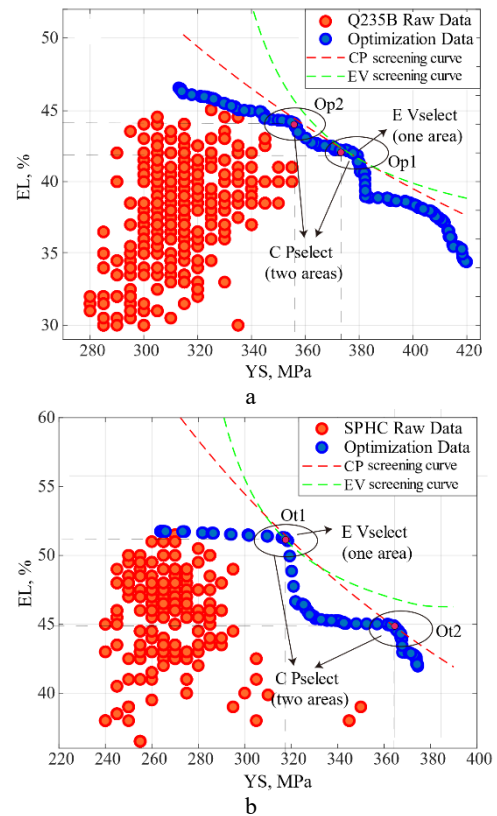 Q235B Raw Data
Optimization Data
CP screening curve
EV screening curve
50
45
40
35
30
EL, %
Op2
E Vselect
(one area)
Op1
C Pselect
(two areas)
280 300 320 340 360 380 400 420
YS, MPa
a
SPHC Raw Data
Optimization Data
CP screening curve
EV screening curve
60
55
50
45
40
35
EL, %
Ot1
E Vselect
(one area)
Ot2
C Pselect
(two areas)
220 240 260 280 300 320 340 360 380 400
YS, MPa
b